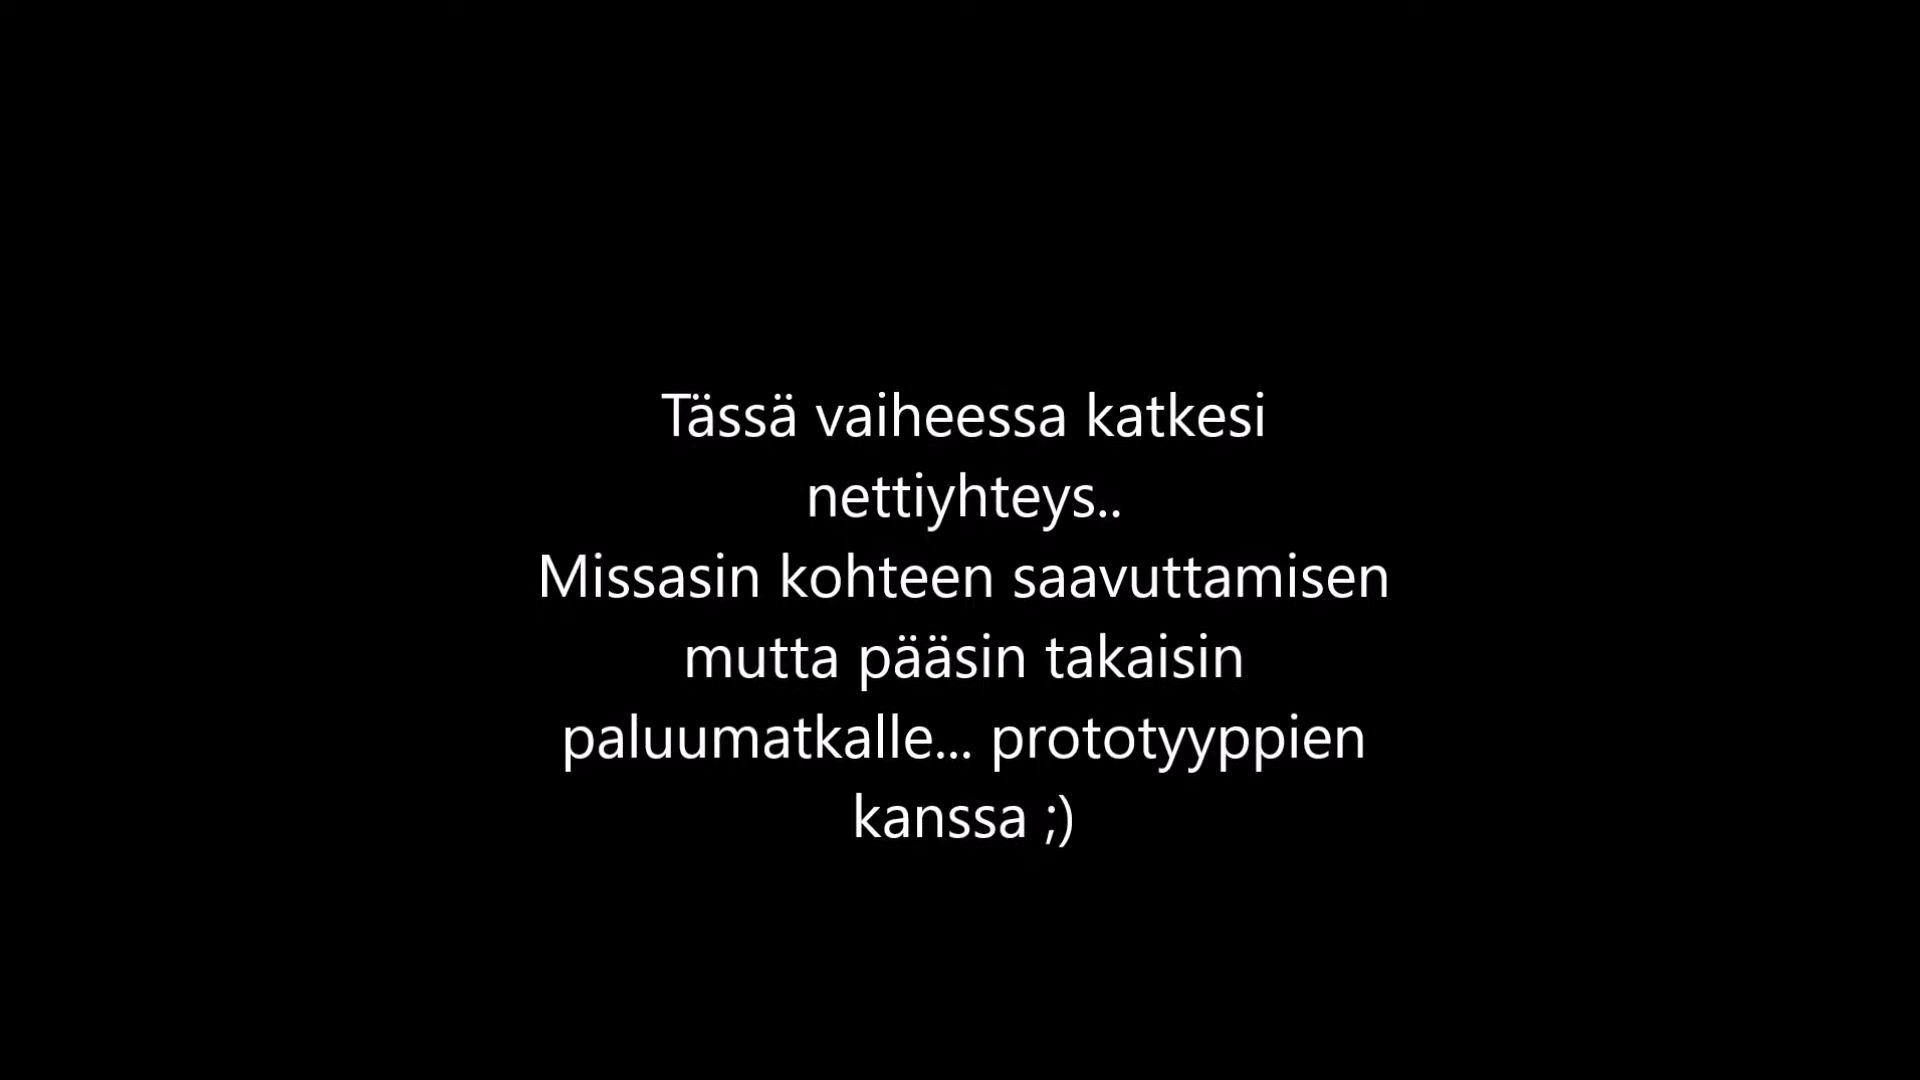 Tässä vaiheessa katkesi
nettiyhteys..
Missasin kohteen saavuttamisen
mutta pääsin takaisin
paluumatkalle... prototyyppien
kanssa ;)